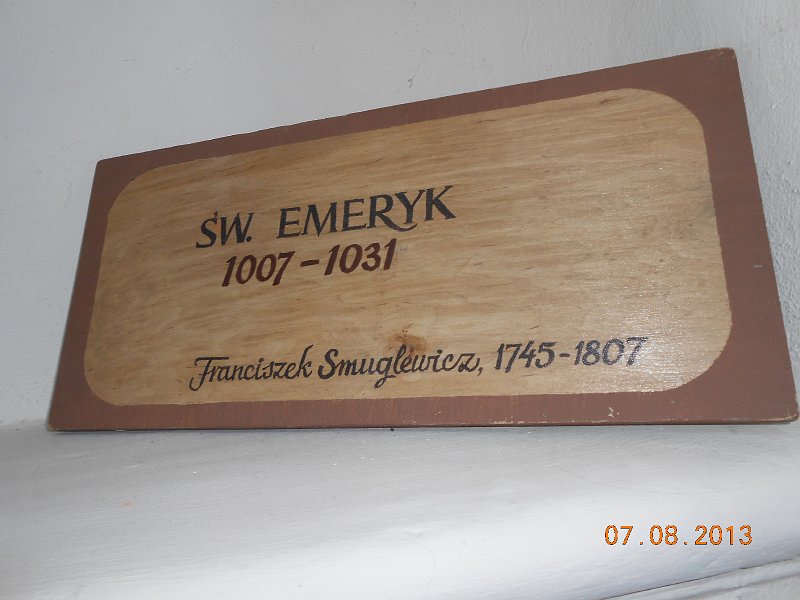 ŚW. EMERYK
1007-1031
Franciszek Smuglewicz, 1745-1807
07.08.2013